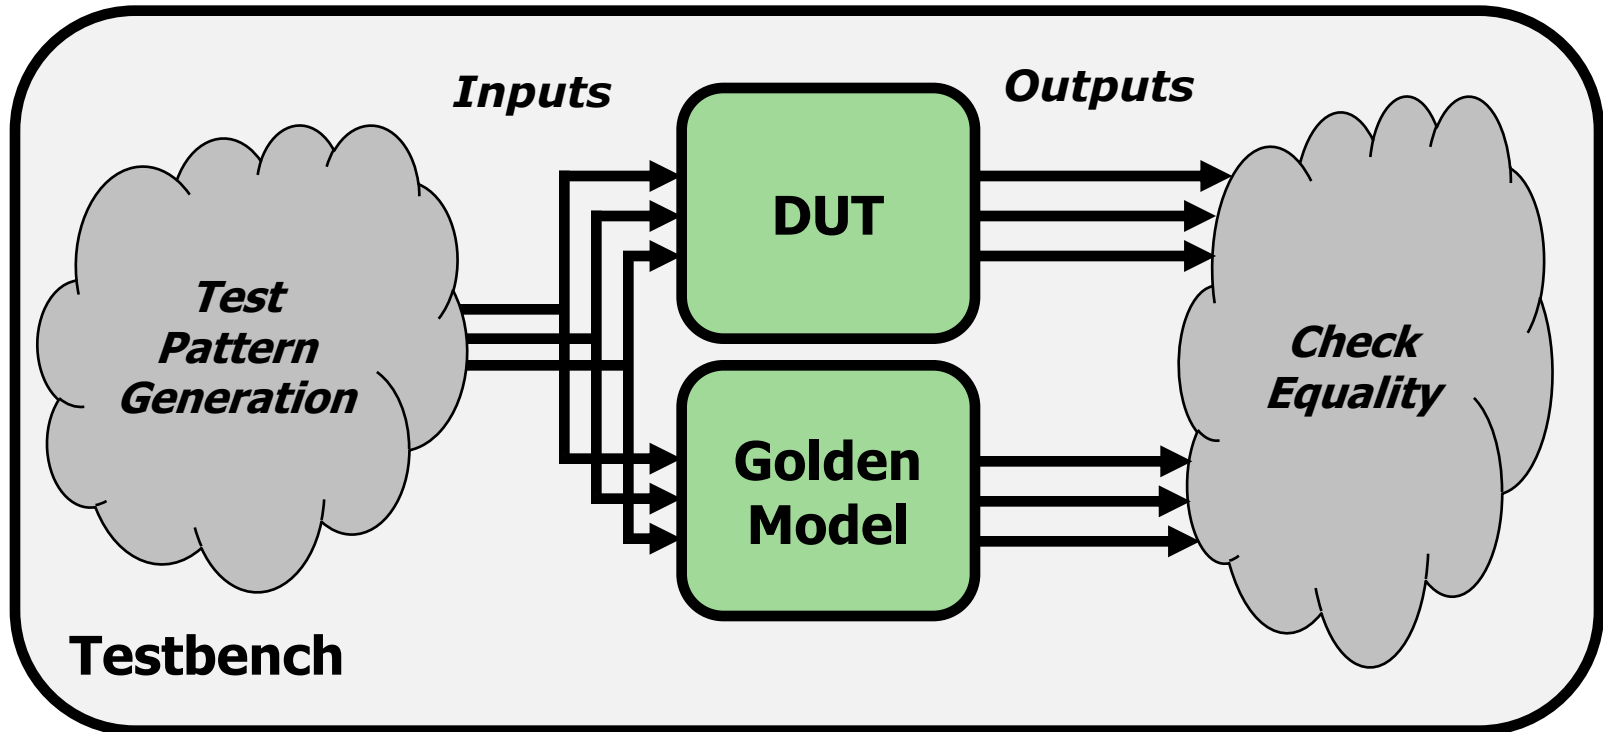 Inputs
Outputs
DUT
Test
Pattern
Generation
Check
Equality
Golden
Model
Testbench